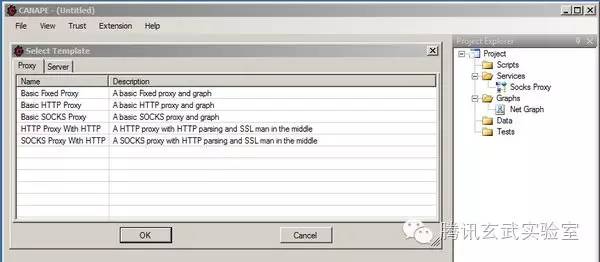 CANAPE - (Untitled)
File View Trust Extension Help
Select Template
Proxy Server
Name Description
Basic Fixed Proxy A basic Fixed proxy and graph
Basic HTTP Proxy A basic HTTP proxy and graph
Basic SOCKS Proxy A basic SOCKS proxy and graph
HTTP Proxy With HTTP A HTTP proxy with HTTP parsing and SSL man in the middle
SOCKS Proxy With HTTP A SOCKS proxy with HTTP parsing and SSL man in the middle
OK Cancel
Project Explorer
Project
Scripts
Services
Socks Proxy
Graphs
Net Graph
Data
Tests
腾讯玄武实验室